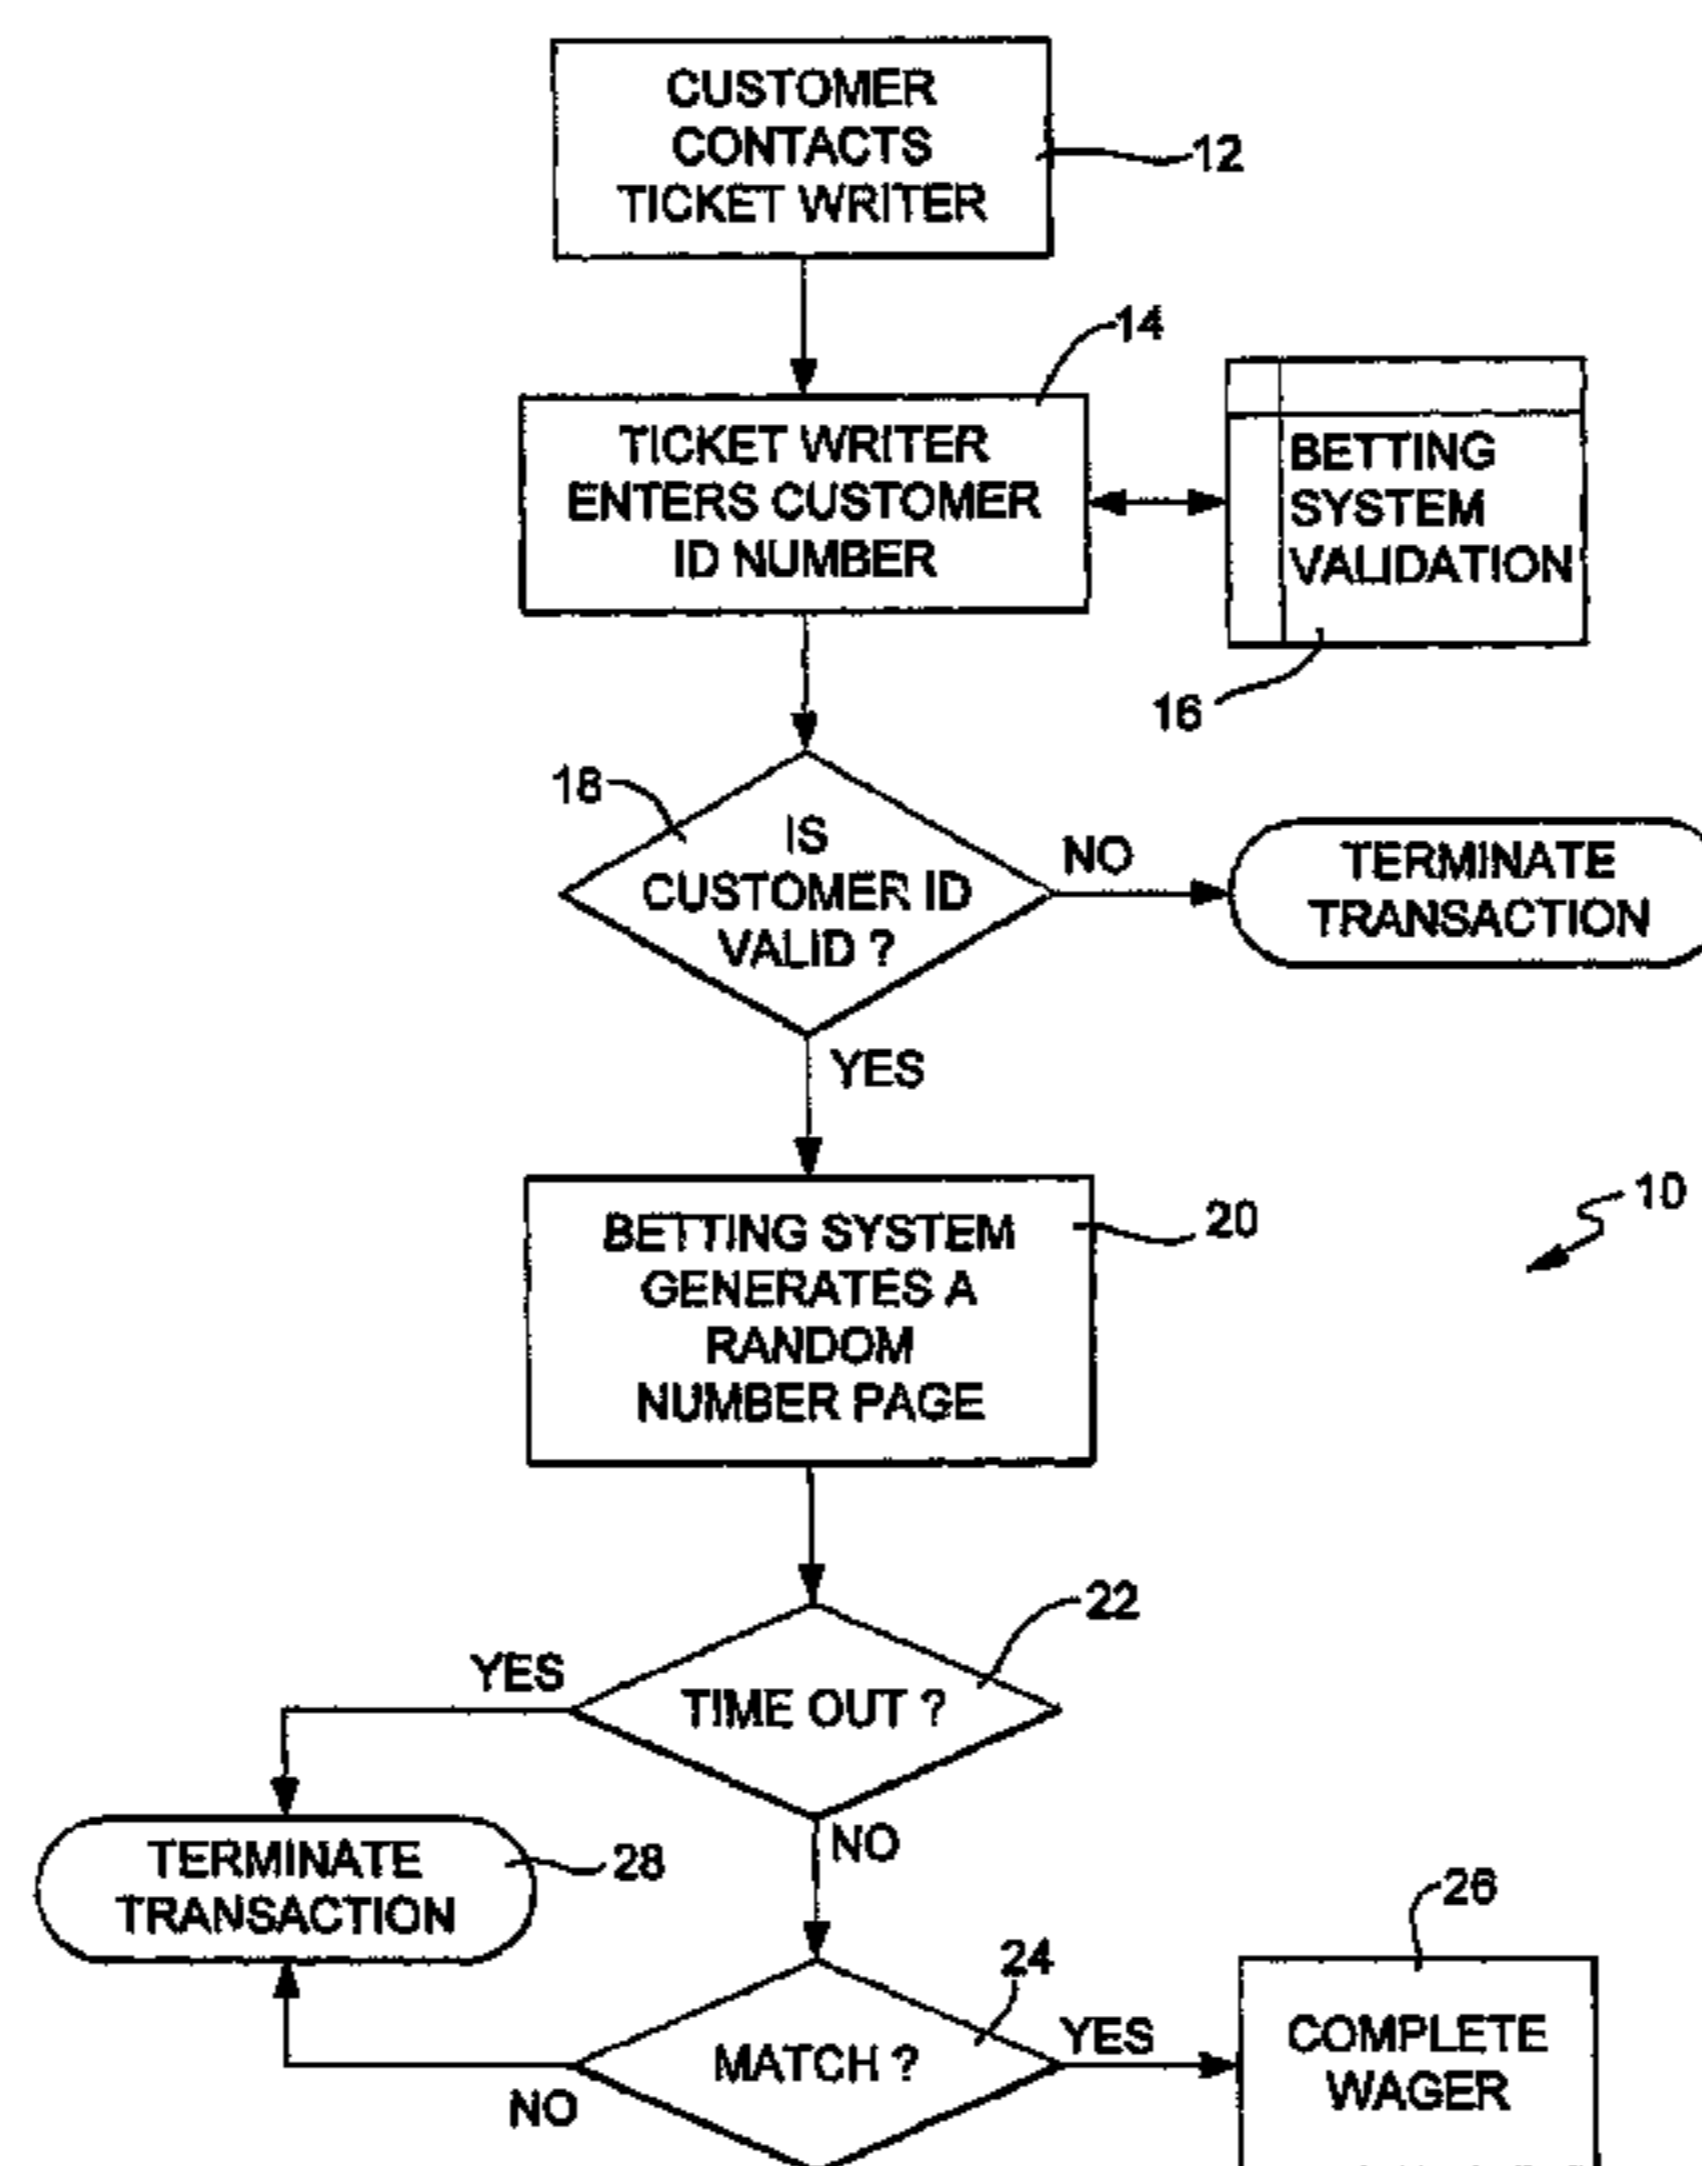 CUSTOMER
CONTACTS
TICKET WRITER
12
14
TICKET WRITER
ENTERS CUSTOMER
ID NUMBER
BETTING
SYSTEM
VALIDATION
16
18
IS
CUSTOMER ID
VALID ?
NO
TERMINATE
TRANSACTION
YES
BETTING SYSTEM
GENERATES A
RANDOM
NUMBER PAGE
20
10
22
YES
TIME OUT ?
NO
TERMINATE
TRANSACTION
28
26
24
MATCH ?
YES
NO
COMPLETE
WAGER